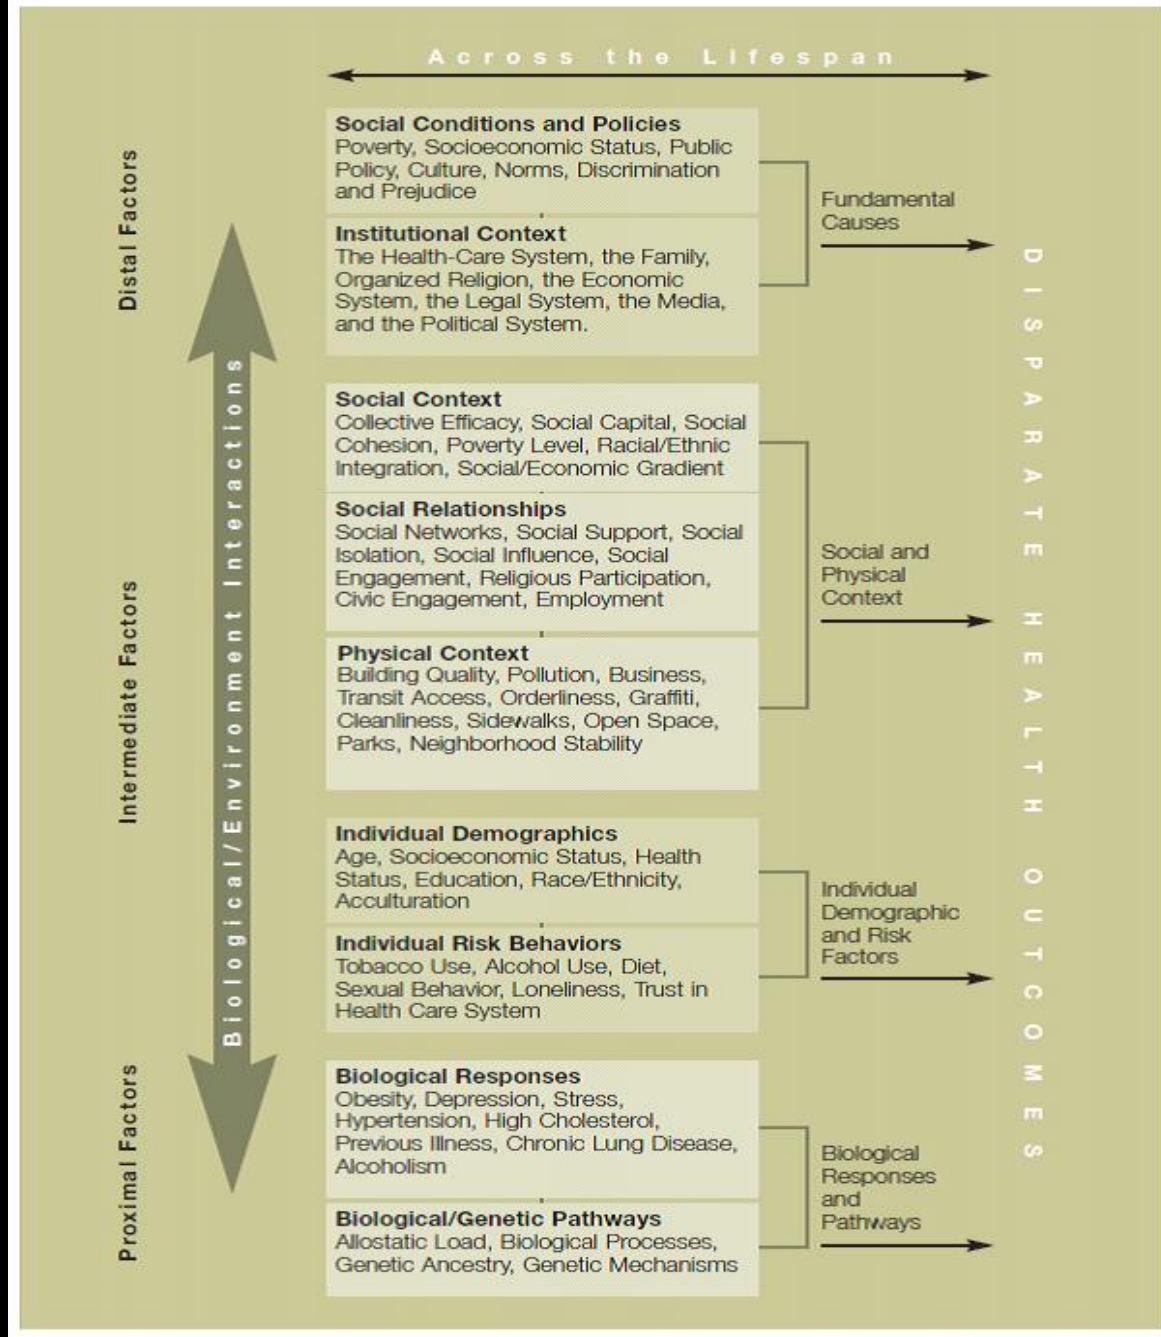 Across the Lifespan
Distal Factors
Intermediate Factors
Proximal Factors
Biological/Environment Interactions
Social Conditions and Policies
Poverty, Socioeconomic Status, Public
Policy, Culture, Norms, Discrimination
and Prejudice
Institutional Context
The Health-Care System, the Family,
Organized Religion, the Economic
System, the Legal System, the Media,
and the Political System.
Fundamental
Causes
Social Context
Collective Efficacy, Social Capital, Social
Cohesion, Poverty Level, Racial/Ethnic
Integration, Social/Economic Gradient
Social Relationships
Social Networks, Social Support, Social
Isolation, Social Influence, Social
Engagement, Religious Participation,
Civic Engagement, Employment
Physical Context
Building Quality, Pollution, Business,
Transit Access, Orderliness, Graffiti,
Cleanliness, Sidewalks, Open Space,
Parks, Neighborhood Stability
Social and
Physical
Context
Individual Demographics
Age, Socioeconomic Status, Health
Status, Education, Race/Ethnicity,
Acculturation
Individual Risk Behaviors
Tobacco Use, Alcohol Use, Diet,
Sexual Behavior, Loneliness, Trust in
Health Care System
Individual
Demographic
and Risk
Factors
Biological Responses
Obesity, Depression, Stress,
Hypertension, High Cholesterol,
Previous Illness, Chronic Lung Disease,
Alcoholism
Biological/Genetic Pathways
Allostatic Load, Biological Processes,
Genetic Ancestry, Genetic Mechanisms
Biological
Responses
and
Pathways
DISPARATE HEALTH OUTCOMES